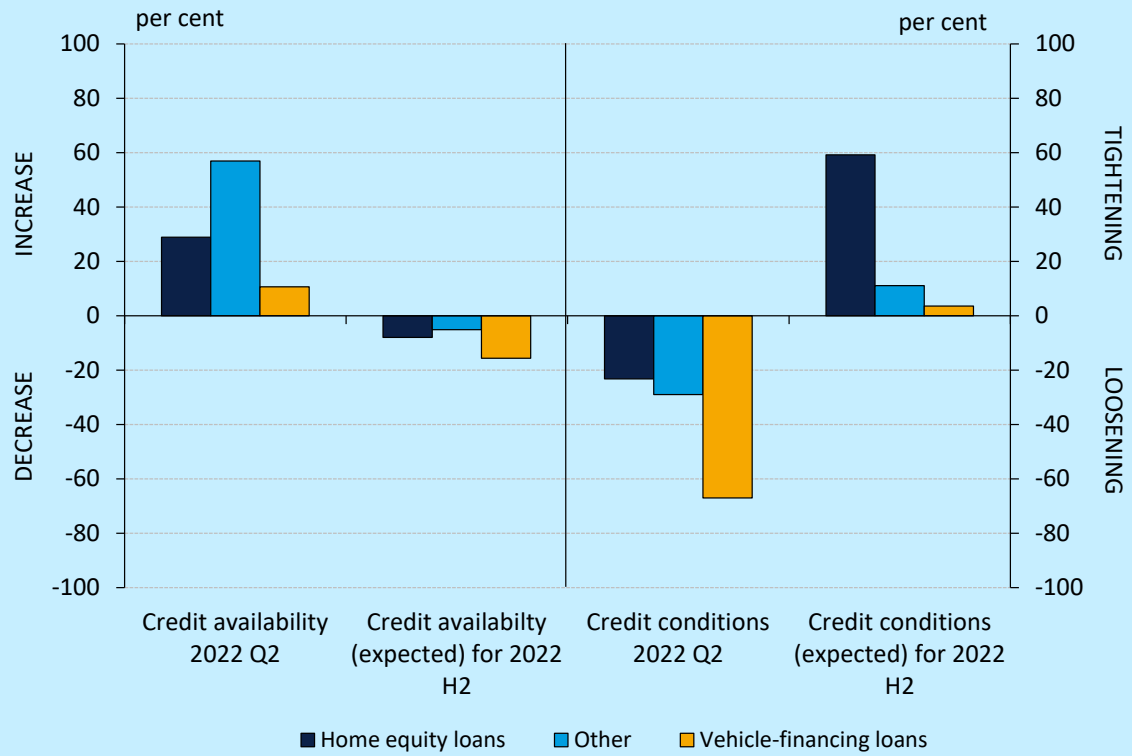 per cent
per cent
100
80
60
40
20
0
-20
-40
-60
-80
-100
INCREASE
DECREASE
100
80
60
40
20
0
-20
-40
-60
-80
-100
TIGHTENING
LOOSENING
Credit availability
2022 Q2
Credit availabilty
(expected) for 2022
H2
Credit conditions
2022 Q2
Credit conditions
(expected) for 2022
H2
Home equity loans
Other
Vehicle-financing loans